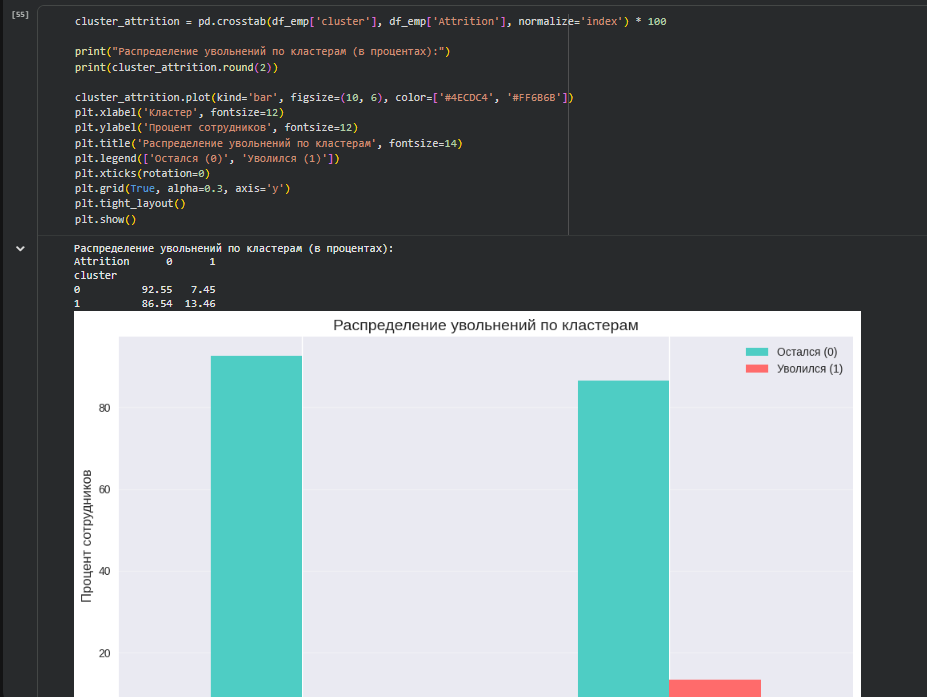 [55]
cluster_attrition = pd.crosstab(df_emp['cluster'], df_emp['Attrition'], normalize='index') * 100
print("Распределение увольнений по кластерам (в процентах):")
print(cluster_attrition.round(2))
cluster_attrition.plot(kind='bar', figsize=(10, 6), color=['#4ECDC4', '#FF6B6B'])
plt.xlabel('Кластер', fontsize=12)
plt.ylabel('Процент сотрудников', fontsize=12)
plt.title('Распределение увольнений по кластерам', fontsize=14)
plt.legend(['Остался (0)', 'Уволился (1)'])
plt.xticks(rotation=0)
plt.grid(True, alpha=0.3, axis='y')
plt.tight_layout()
plt.show()
Распределение увольнений по кластерам (в процентах):
Attrition 0 1
cluster
0 92.55 7.45
1 86.54 13.46
Распределение увольнений по кластерам
Остался (0)
Уволился (1)
80
60
40
20
Процент сотрудников